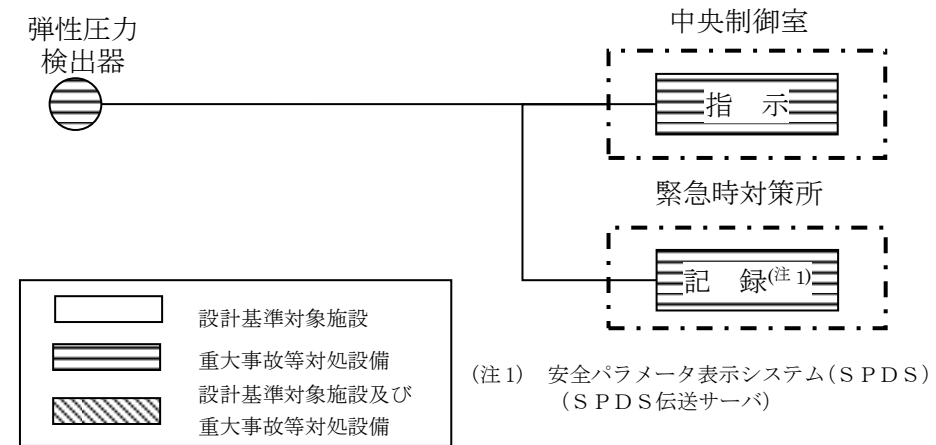 弾性圧力
検出器
中央制御室
指　示
緊急時対策所
記　録(注1)
設計基準対象施設
重大事故等対処設備
設計基準対象施設及び
重大事故等対処設備
(注1)　安全パラメータ表示システム(ＳＰＤＳ)
(ＳＰＤＳ伝送サーバ)